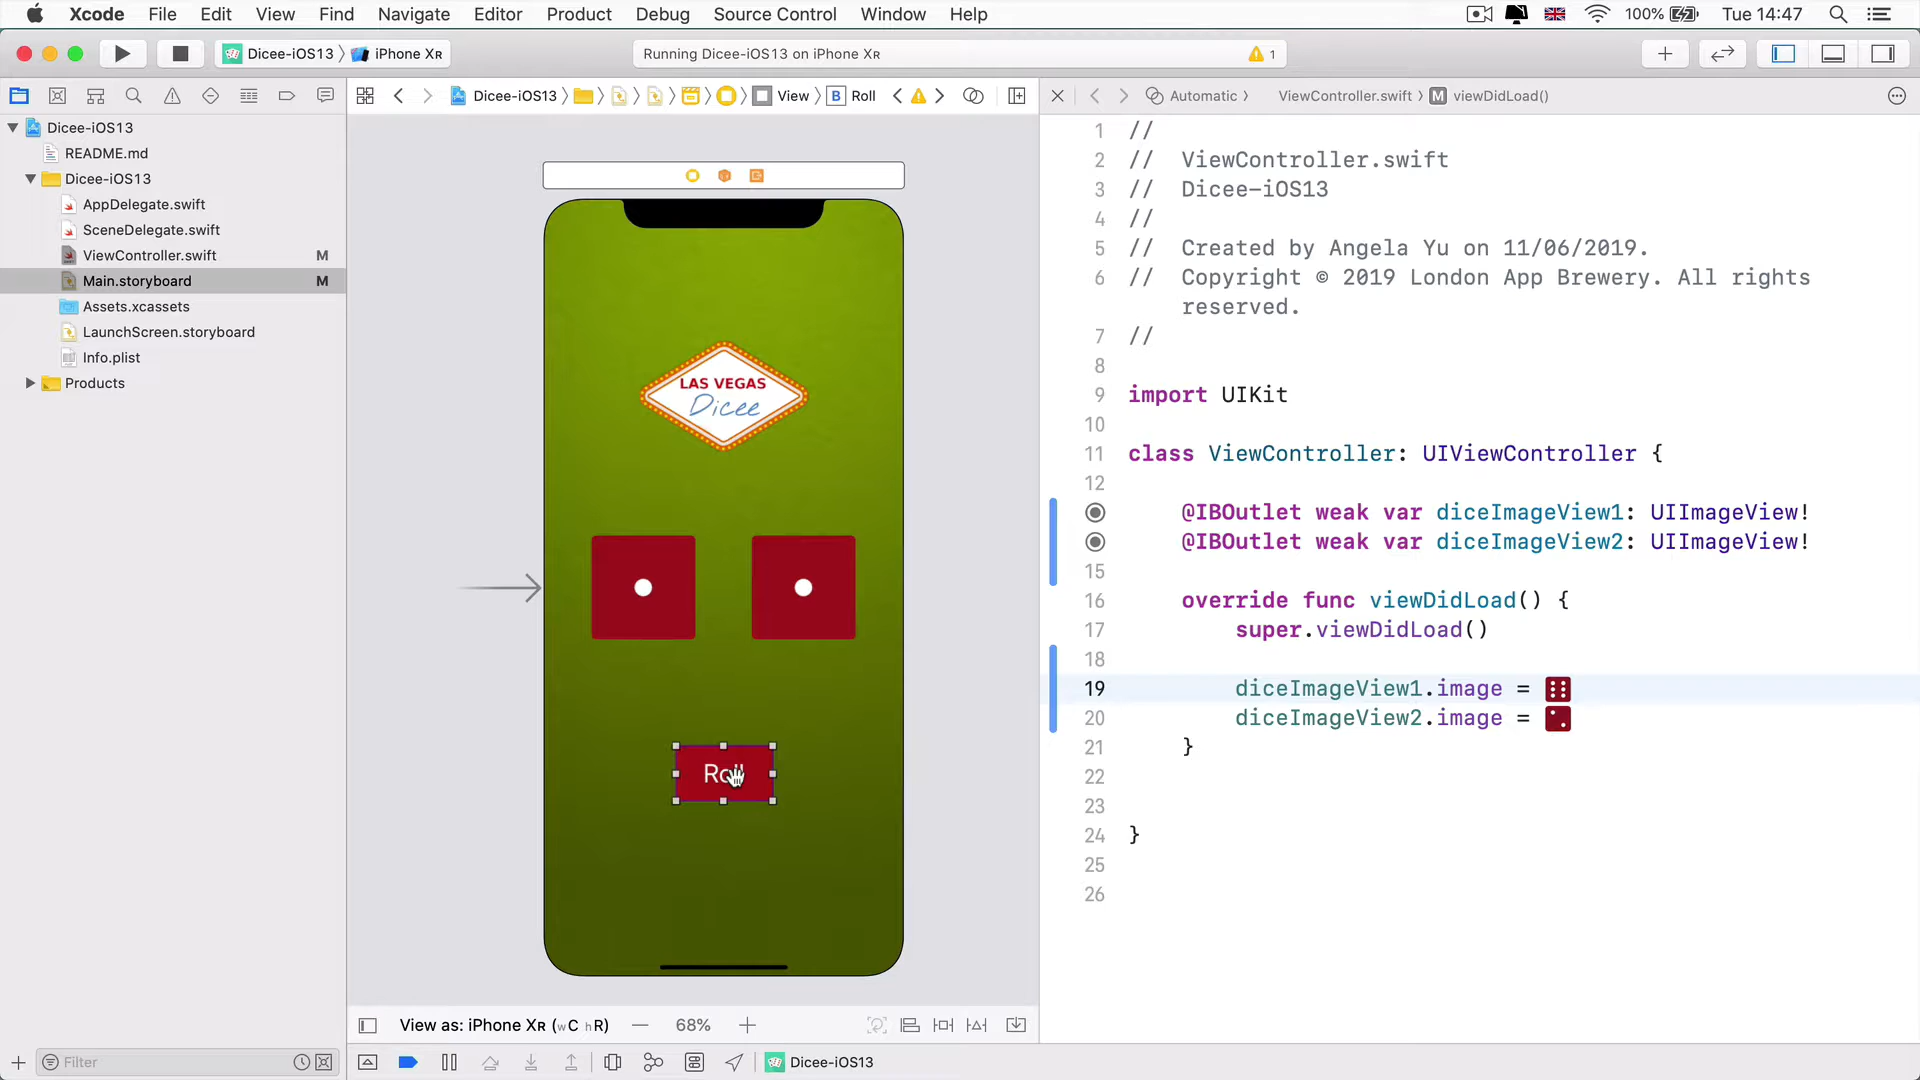 Xcode File Edit View Find Navigate Editor Product Debug Source Control Window Help 100% Tue 14:47
Dicee-iOS13 iPhone Xʀ Running Dicee-iOS13 on iPhone Xʀ 1
Dicee-iOS13 View B Roll Automatic ViewController.swift M viewDidLoad()
Dicee-iOS13
README.md
Dicee-iOS13
AppDelegate.swift
SceneDelegate.swift
ViewController.swift M
Main.storyboard M
Assets.xcassets
LaunchScreen.storyboard
Info.plist
Products
LAS VEGAS
Dicee
Roll
1 //
2 // ViewController.swift
3 // Dicee-iOS13
4 //
5 // Created by Angela Yu on 11/06/2019.
6 // Copyright © 2019 London App Brewery. All rights
reserved.
7 //
8
9 import UIKit
10
11 class ViewController: UIViewController {
12
@IBOutlet weak var diceImageView1: UIImageView!
@IBOutlet weak var diceImageView2: UIImageView!
15
16 override func viewDidLoad() {
17 super.viewDidLoad()
18
19 diceImageView1.image =
20 diceImageView2.image =
21 }
22
23
24 }
25
26
View as: iPhone Xʀ (wC hR) 68%
Filter
Dicee-iOS13